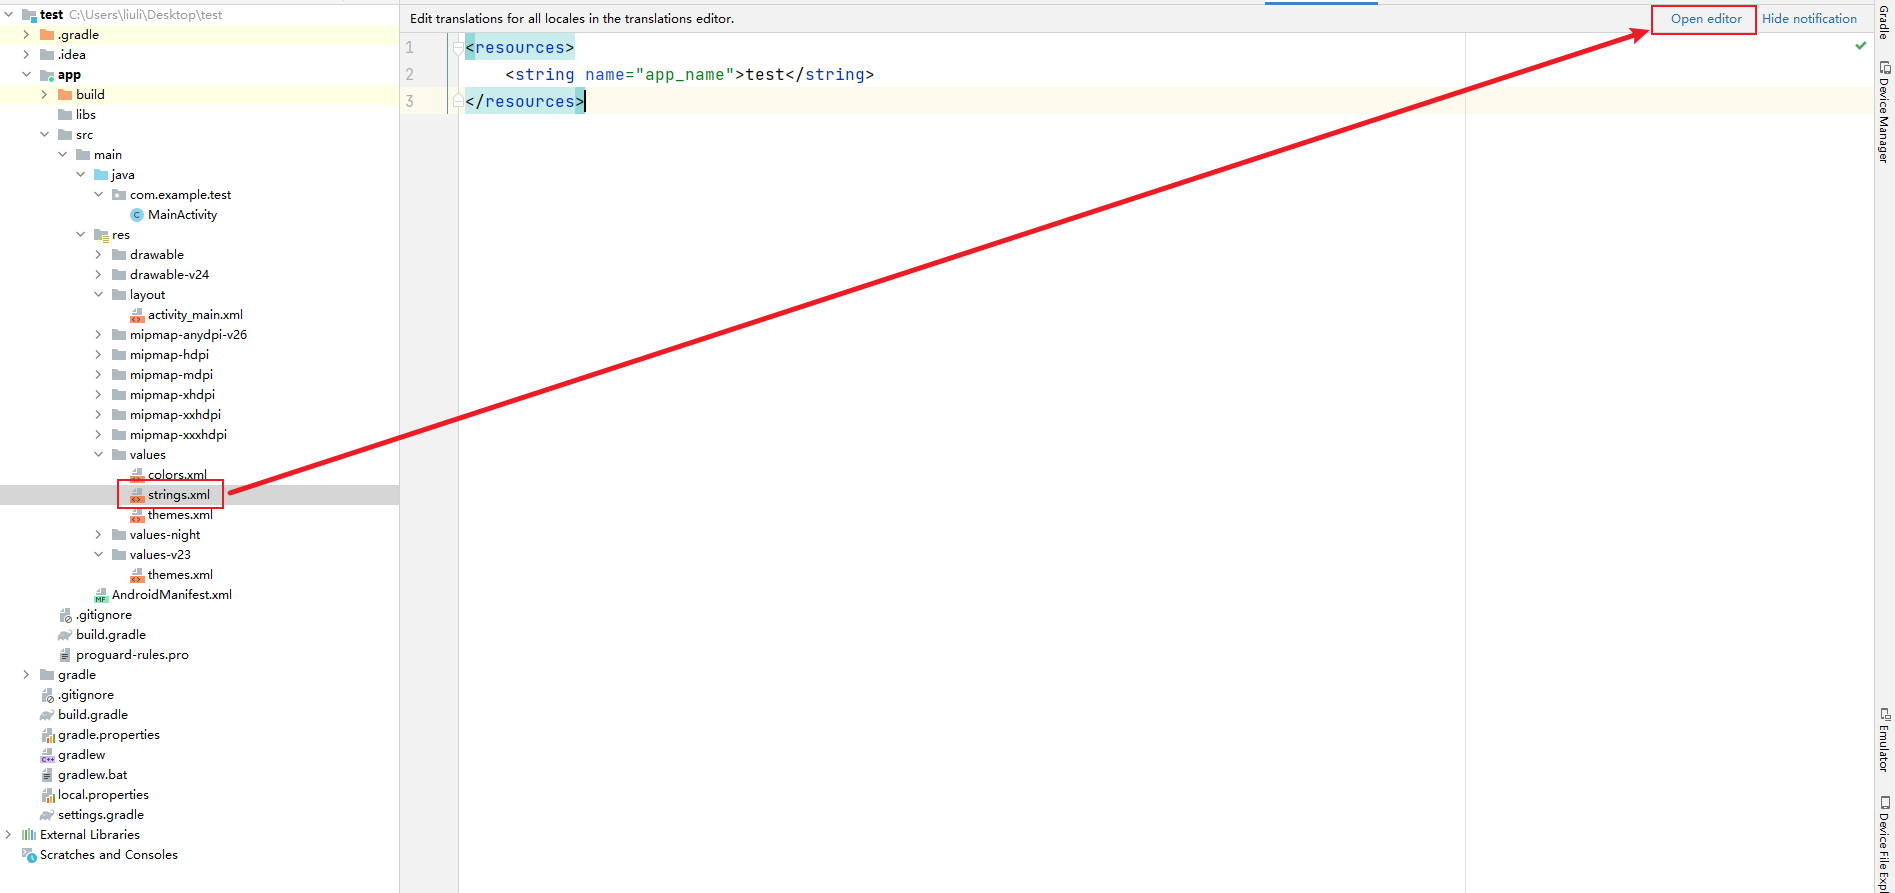 test C:\Users\liuli\Desktop\test
.gradle
.idea
app
build
libs
src
main
java
com.example.test
MainActivity
res
drawable
drawable-v24
layout
activity_main.xml
mipmap-anydpi-v26
mipmap-hdpi
mipmap-mdpi
mipmap-xhdpi
mipmap-xxhdpi
mipmap-xxxhdpi
values
colors.xml
strings.xml
themes.xml
values-night
values-v23
themes.xml
AndroidManifest.xml
.gitignore
build.gradle
proguard-rules.pro
gradle
.gitignore
build.gradle
gradle.properties
gradlew
gradlew.bat
local.properties
settings.gradle
External Libraries
Scratches and Consoles
Edit translations for all locales in the translations editor.
Open editor Hide notification
1 <resources>
2 <string name="app_name">test</string>
3 </resources>
Gradle
Device Manager
Emulator
Device File Expl